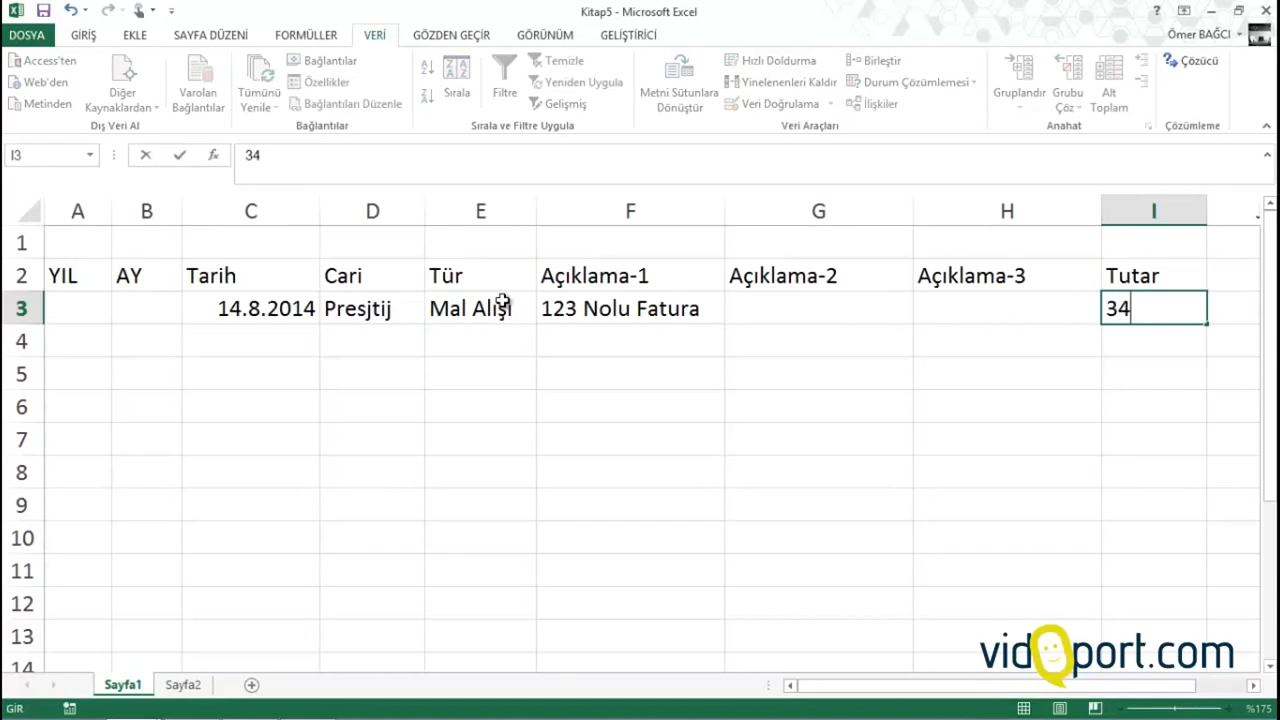 Kitap5 - Microsoft Excel
DOSYA GİRİŞ EKLE SAYFA DÜZENİ FORMÜLLER VERİ GÖZDEN GEÇİR GÖRÜNÜM GELİŞTİRİCİ Ömer BAĞCI
Access'ten
Web'den
Metinden
Diğer
Kaynaklardan
Varolan
Bağlantılar
Dış Veri Al
Tümünü
Yenile
Bağlantılar
Özellikler
Bağlantıları Düzenle
Bağlantılar
Sırala
Filtre
Temizle
Yeniden Uygula
Gelişmiş
Sırala ve Filtre Uygula
Metni Sütunlara
Dönüştür
Hızlı Doldurma
Yinelenenleri Kaldır
Veri Doğrulama
Birleştir
Durum Çözümlemesi
İlişkiler
Veri Araçları
Gruplandır
Grubu
Çöz
Alt
Toplam
Anahat
Çözücü
Çözümleme
I3 fx 34
A B C D E F G H I
1
2 YIL AY Tarih Cari Tür Açıklama-1 Açıklama-2 Açıklama-3 Tutar
3 14.8.2014 Presjtij Mal Alışı 123 Nolu Fatura 34
4
5
6
7
8
9
10
11
12
13
14
vidoport.com
Sayfa1 Sayfa2
GİR %175